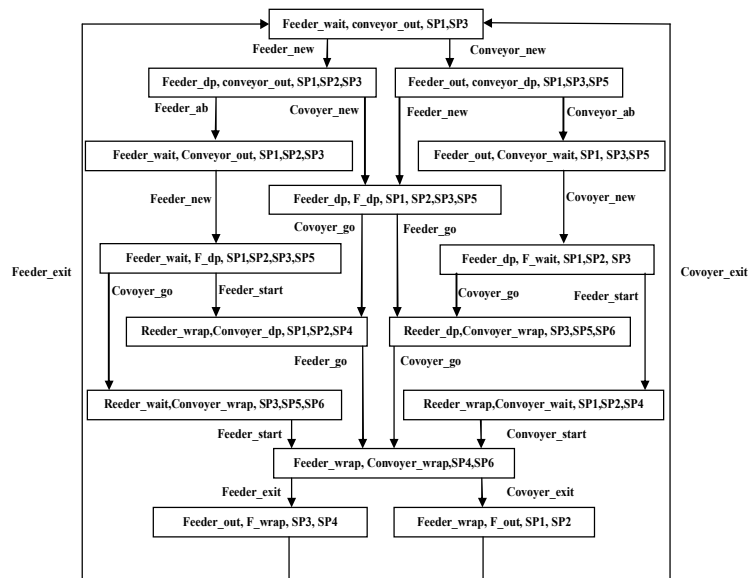 Feeder_wait, conveyor_out, SP1,SP3
Feeder_new
Conveyor_new
Feeder_dp, conveyor_out, SP1,SP2,SP3
Feeder_out, conveyor_dp, SP1,SP3,SP5
Feeder_ab
Covoyer_new
Feeder_new
Conveyor_ab
Feeder_wait, Conveyor_out, SP1,SP2,SP3
Feeder_out, Conveyor_wait, SP1, SP3,SP5
Feeder_new
Covoyer_new
Feeder_dp, F_dp, SP1, SP2,SP3,SP5
Covoyer_go
Feeder_go
Feeder_wait, F_dp, SP1,SP2,SP3,SP5
Feeder_dp, F_wait, SP1,SP2, SP3
Feeder_exit
Covoyer_exit
Covoyer_go
Feeder_start
Covoyer_go
Feeder_start
Reeder_wrap,Convoyer_dp, SP1,SP2,SP4
Reeder_dp,Convoyer_wrap, SP3,SP5,SP6
Feeder_go
Covoyer_go
Reeder_wait,Convoyer_wrap, SP3,SP5,SP6
Reeder_wrap,Convoyer_wait, SP1,SP2,SP4
Feeder_start
Convoyer_start
Feeder_wrap, Convoyer_wrap,SP4,SP6
Feeder_exit
Covoyer_exit
Feeder_out, F_wrap, SP3, SP4
Feeder_wrap, F_out, SP1, SP2